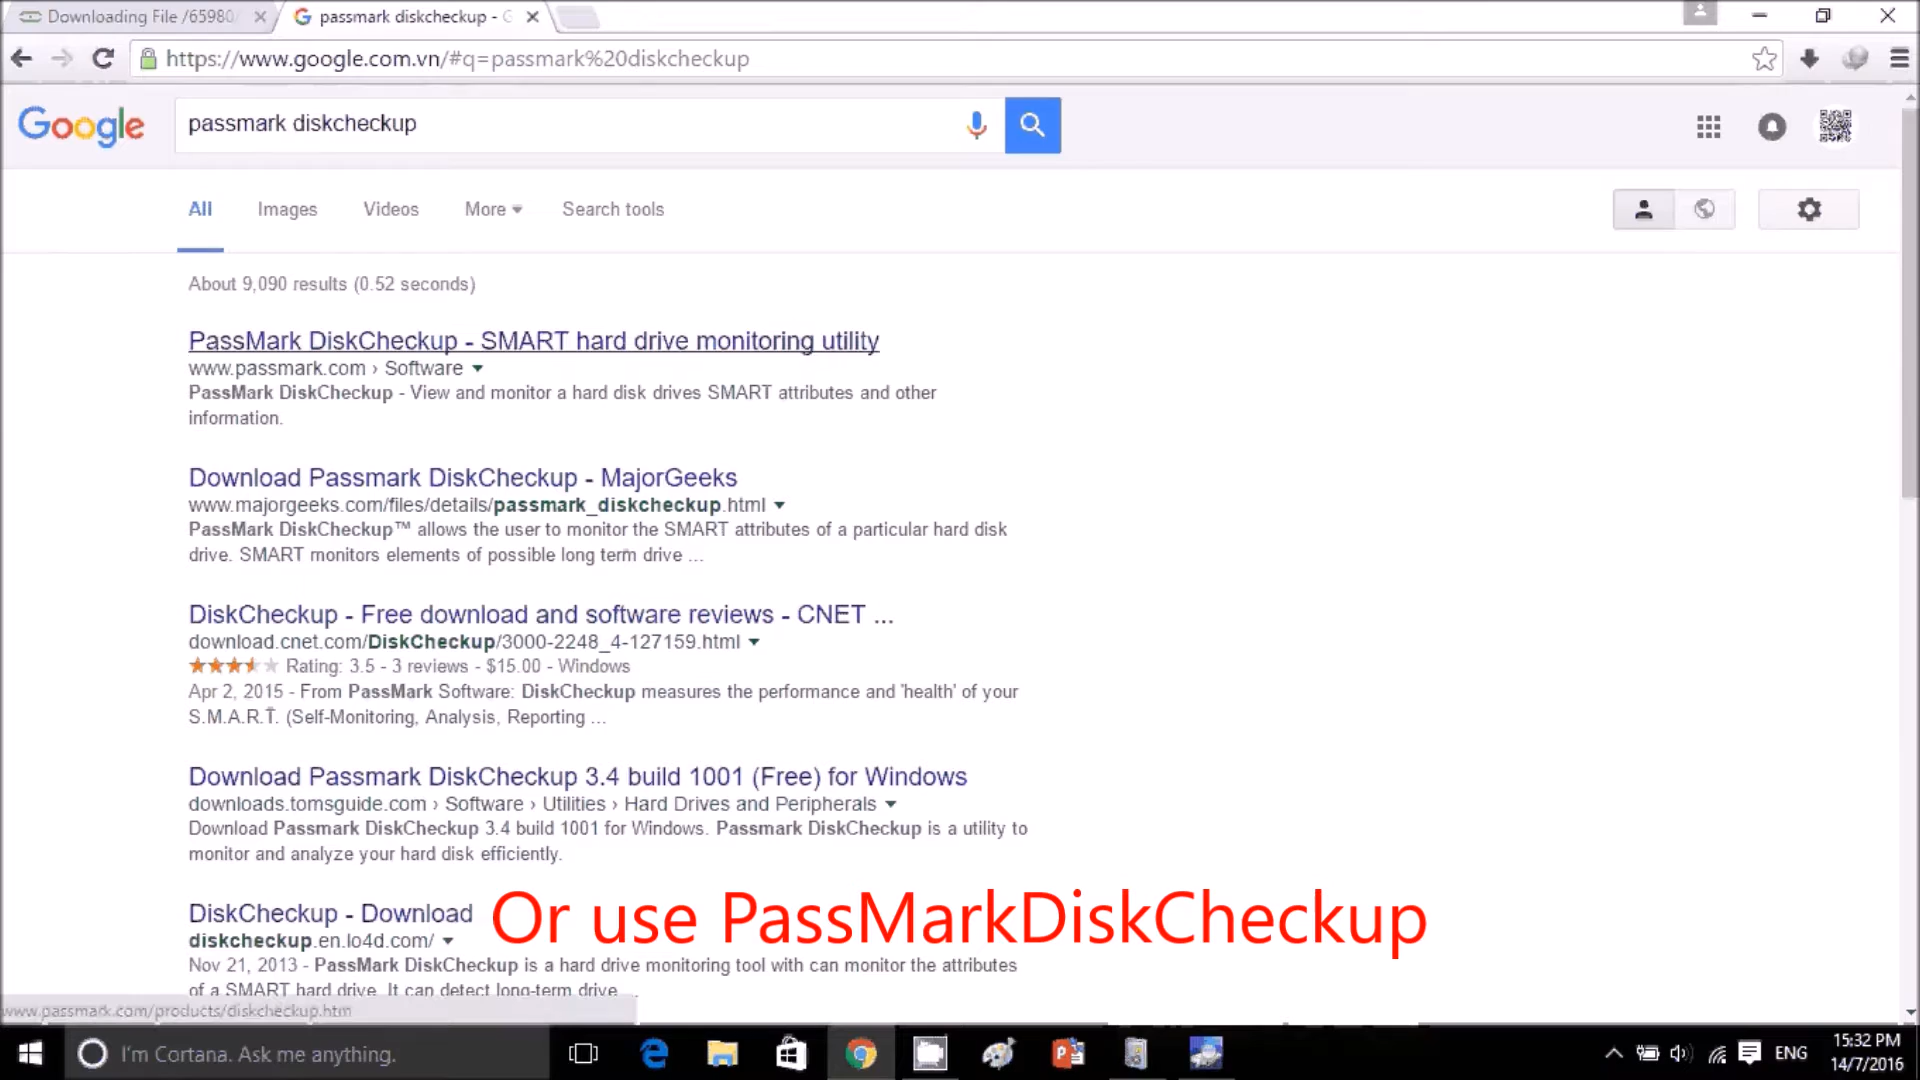 Downloading File /65980
passmark diskcheckup - G
https://www.google.com.vn/#q=passmark%20diskcheckup
Google
passmark diskcheckup
All Images Videos More Search tools
About 9,090 results (0.52 seconds)
PassMark DiskCheckup - SMART hard drive monitoring utility
www.passmark.com › Software
PassMark DiskCheckup - View and monitor a hard disk drives SMART attributes and other
information.
Download Passmark DiskCheckup - MajorGeeks
www.majorgeeks.com/files/details/passmark_diskcheckup.html
PassMark DiskCheckup™ allows the user to monitor the SMART attributes of a particular hard disk
drive. SMART monitors elements of possible long term drive ...
DiskCheckup - Free download and software reviews - CNET ...
download.cnet.com/DiskCheckup/3000-2248_4-127159.html
Rating: 3.5 - 3 reviews - $15.00 - Windows
Apr 2, 2015 - From PassMark Software: DiskCheckup measures the performance and 'health' of your
S.M.A.R.T. (Self-Monitoring, Analysis, Reporting ...
Download Passmark DiskCheckup 3.4 build 1001 (Free) for Windows
downloads.tomsguide.com › Software › Utilities › Hard Drives and Peripherals
Download Passmark DiskCheckup 3.4 build 1001 for Windows. Passmark DiskCheckup is a utility to
monitor and analyze your hard disk efficiently.
DiskCheckup - Download
Or use PassMarkDiskCheckup
diskcheckup.en.lo4d.com/
Nov 21, 2013 - PassMark DiskCheckup is a hard drive monitoring tool with can monitor the attributes
of a SMART hard drive. It can detect long-term drive ...
www.passmark.com/products/diskcheckup.htm
I'm Cortana. Ask me anything.
ENG
15:32 PM
14/7/2016